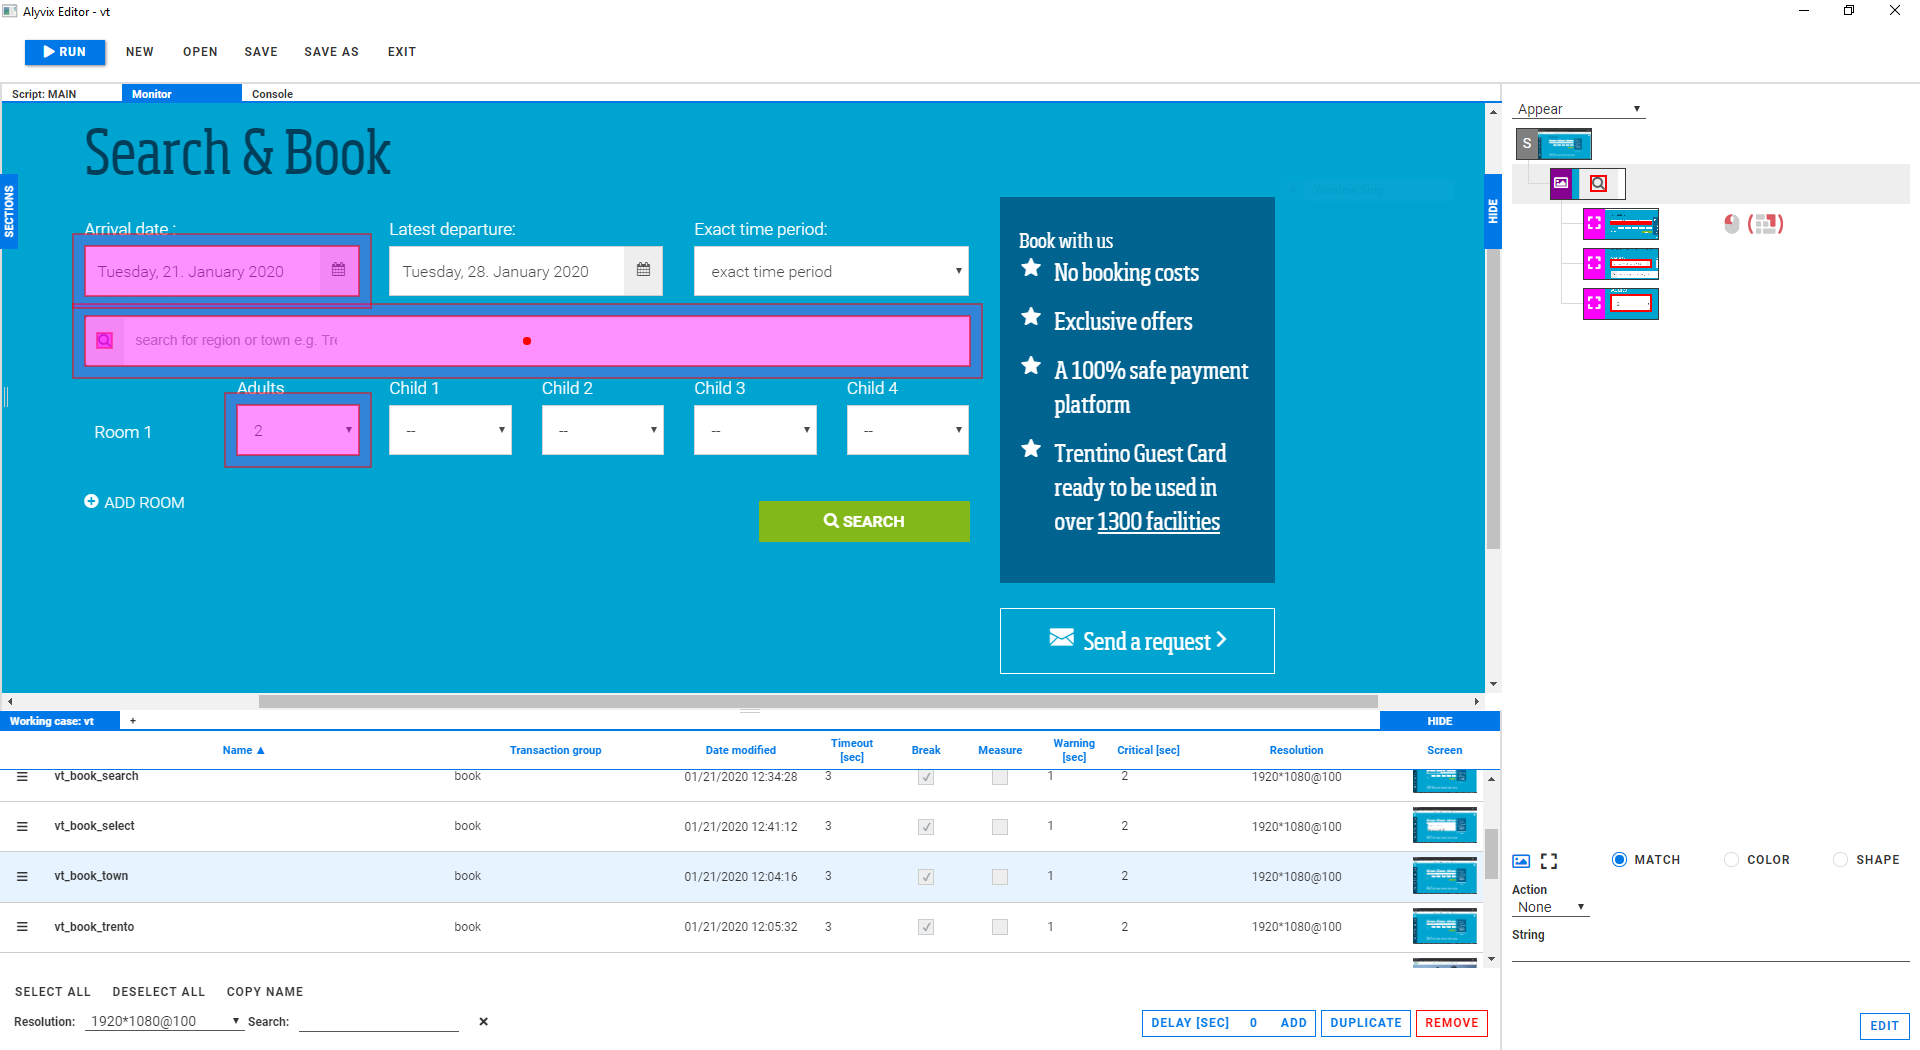 Alyvix Editor - vt
RUN NEW OPEN SAVE SAVE AS EXIT
Script: MAIN Monitor Console
Search & Book
SECTIONS
HIDE
Arrival date : Latest departure: Exact time period:
Tuesday, 21. January 2020 Tuesday, 28. January 2020 exact time period
search for region or town e.g. Tre
Adults Child 1 Child 2 Child 3 Child 4
Room 1 2 -- -- -- --
ADD ROOM
SEARCH
Book with us
No booking costs
Exclusive offers
A 100% safe payment
platform
Trentino Guest Card
ready to be used in
over 1300 facilities
Send a request
Appear
S
Working case: vt + HIDE
Name ▲ Transaction group Date modified Timeout [sec] Break Measure Warning [sec] Critical [sec] Resolution Screen
vt_book_search book 01/21/2020 12:34:28 3 1 2 1920*1080@100
vt_book_select book 01/21/2020 12:41:12 3 1 2 1920*1080@100
vt_book_town book 01/21/2020 12:04:16 3 1 2 1920*1080@100
vt_book_trento book 01/21/2020 12:05:32 3 1 2 1920*1080@100
SELECT ALL DESELECT ALL COPY NAME
Resolution: 1920*1080@100 Search:
DELAY [SEC] 0 ADD DUPLICATE REMOVE
MATCH COLOR SHAPE
Action
None
String
EDIT